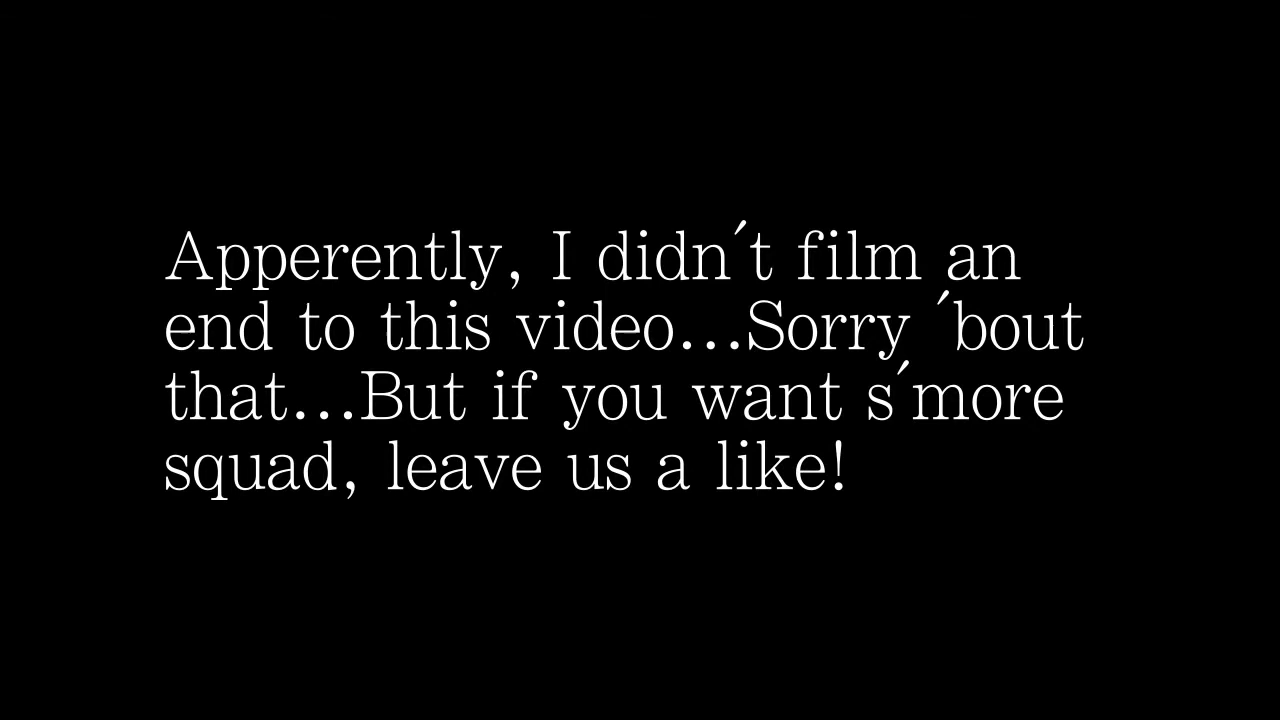 Apperently, I didn´t film an
end to this video...Sorry ´bout
that...But if you want s´more
squad, leave us a like!